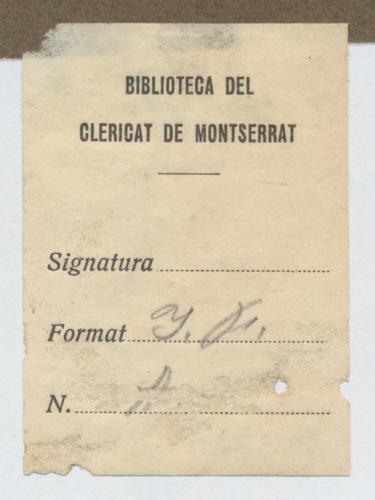 BIBLIOTECA DEL
CLERICAT DE MONTSERRAT
Signatura
Format
N.